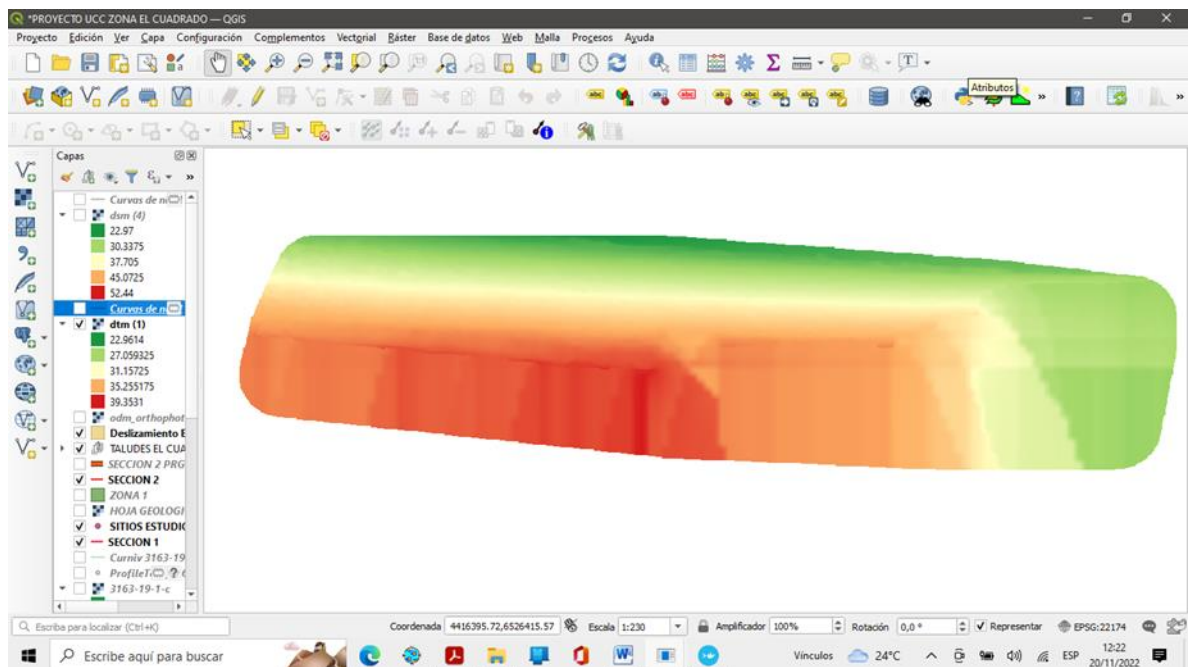 *PROYECTO UCC ZONA EL CUADRADO — QGIS
Proyecto Edición Ver Capa Configuración Complementos Vectorial Ráster Base de datos Web Malla Procesos Ayuda
Atributos
Capas
Curvas de ni
dsm (4)
22.97
30.3375
37.705
45.0725
52.44
Curvas de n
dtm (1)
22.9614
27.059325
31.15725
35.255175
39.3531
odm_orthophot
Deslizamiento E
TALUDES EL CUA
SECCION 2 PRG
SECCION 2
ZONA 1
HOJA GEOLOGI
SITIOS ESTUDI
SECCION 1
Curniv 3163-19
ProfileT
3163-19-1-c
Escriba para localizar (Ctrl+K)
Coordenada 4416395.72,6526415.57 Escala 1:230 Amplificador 100% Rotación 0,0 ° Representar EPSG:22174
Escribe aquí para buscar
Vínculos 24°C ESP 12:22
20/11/2022